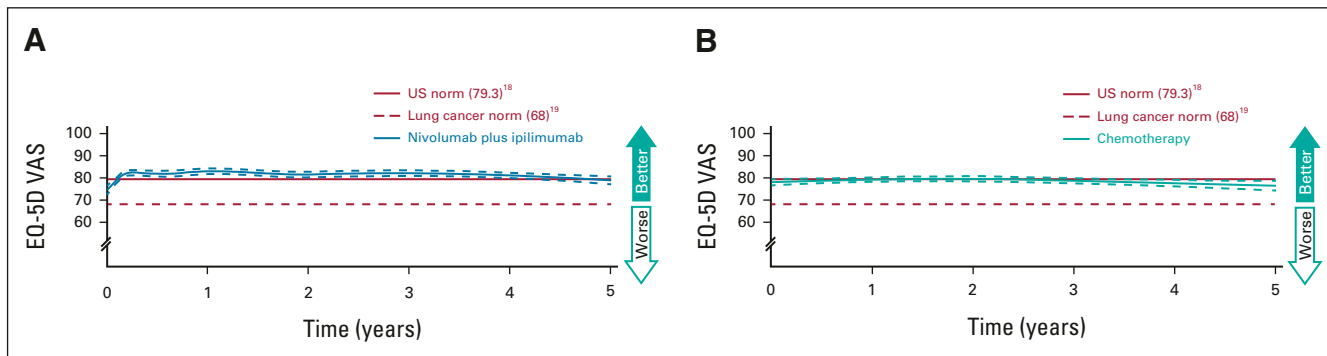 A
US norm (79.3)18
Lung cancer norm (68)19
Nivolumab plus ipilimumab
EQ-5D VAS
100
90
80
70
60
0 1 2 3 4 5
Time (years)
Better
Worse
B
US norm (79.3)18
Lung cancer norm (68)19
Chemotherapy
EQ-5D VAS
100
90
80
70
60
0 1 2 3 4 5
Time (years)
Better
Worse